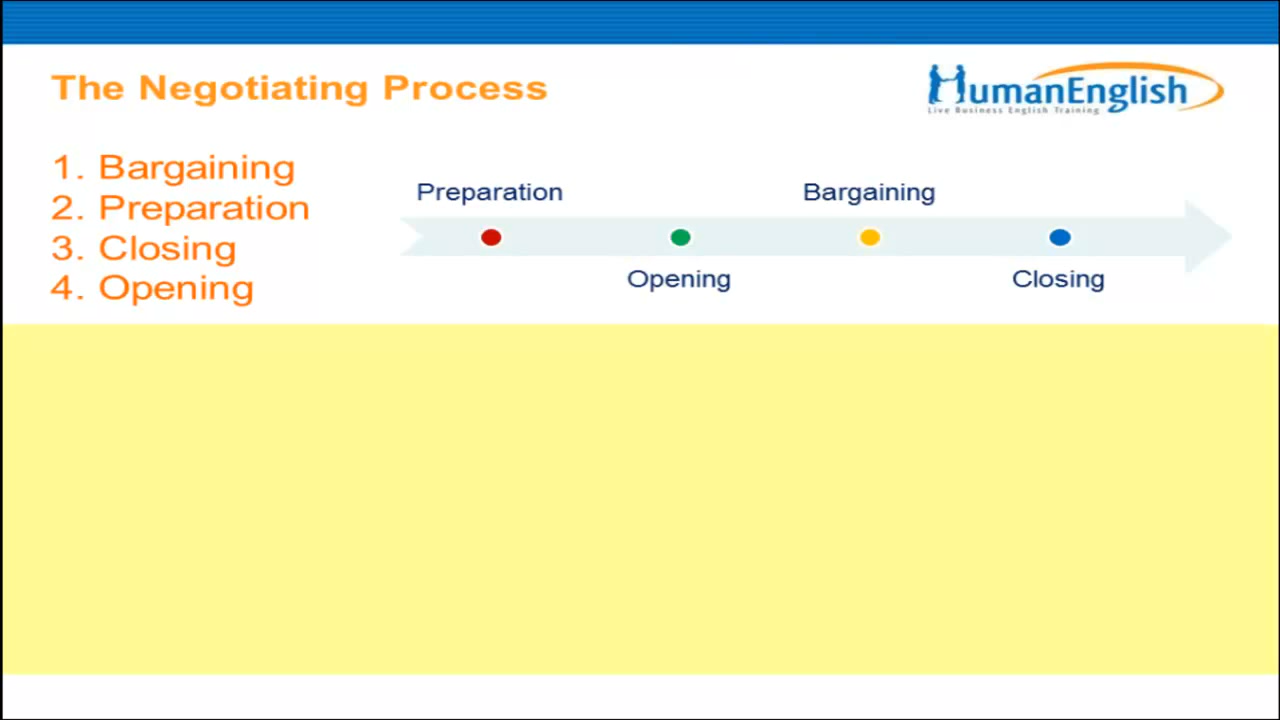 The Negotiating Process
HumanEnglish
Live Business English Training
1. Bargaining
2. Preparation
3. Closing
4. Opening
Preparation
Bargaining
Opening
Closing